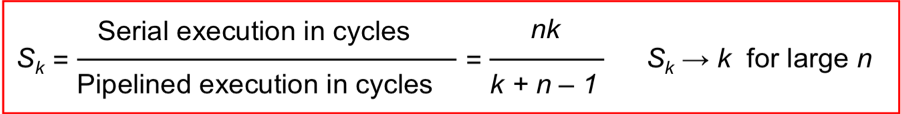 Sk = Serial execution in cycles / Pipelined execution in cycles = nk / k + n – 1 Sk → k for large n